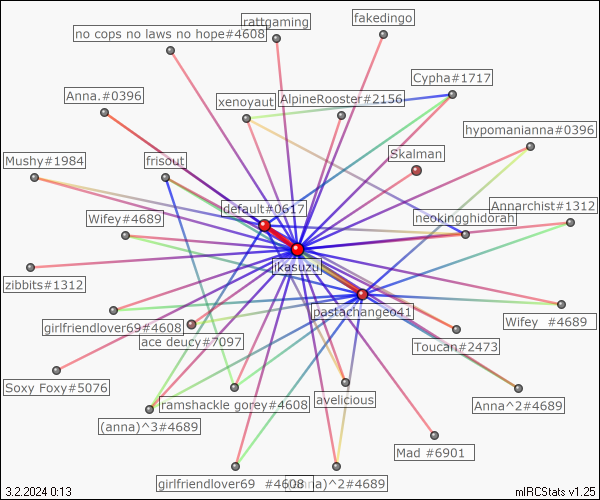 rattgaming
fakedingo
no cops no laws no hope#4608
Cypha#1717
Anna.#0396
xenoyaut
AlpineRooster#2156
hypomanianna#0396
Mushy#1984
frisout
Skalman
default#0617
Annarchist#1312
Wifey#4689
neokingghidorah
jkasuzu
zibbits#1312
pastachangeo41
girlfriendlover69#4608
Wifey #4689
ace deucy#7097
Toucan#2473
Soxy Foxy#5076
ramshackle gorey#4608
avelicious
Anna^2#4689
(anna)^3#4689
Mad #6901
girlfriendlover69 #4608
)^2#4689
3.2.2024 0:13
mIRCStats v1.25